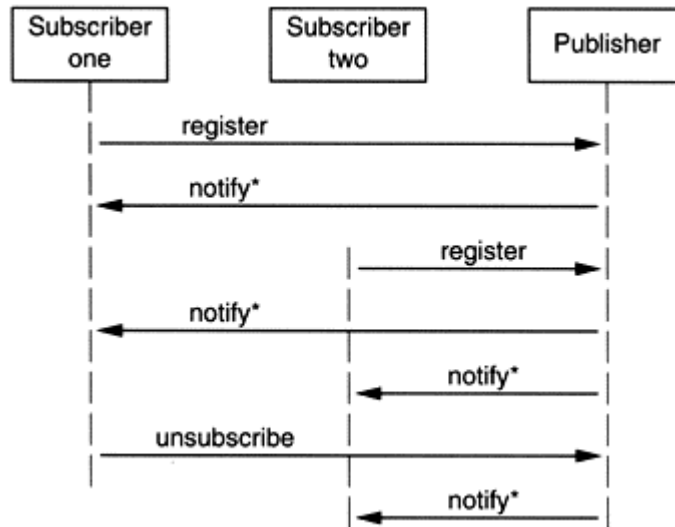 Subscriber
one
Subscriber
two
Publisher
register
notify*
register
notify*
notify*
unsubscribe
notify*